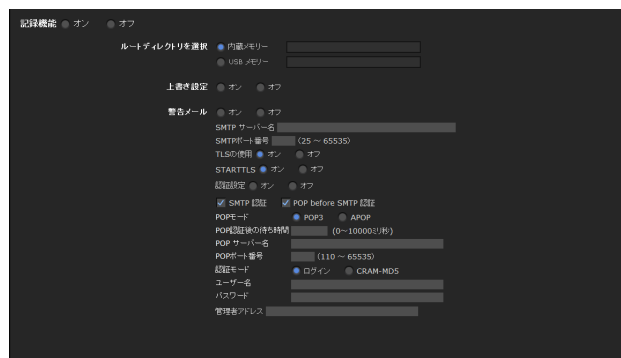 記録機能 オン オフ
ルートディレクトリを選択 内蔵メモリー
USB メモリー
上書き設定 オン オフ
警告メール オン オフ
SMTP サーバー名
SMTPポート番号 (25 ~ 65535)
TLSの使用 オン オフ
STARTTLS オン オフ
認証設定 オン オフ
SMTP 認証 POP before SMTP 認証
POPモード POP3 APOP
POP認証後の待ち時間 (0~10000ミリ秒)
POP サーバー名
POPポート番号 (110 ~ 65535)
認証モード ログイン CRAM-MD5
ユーザー名
パスワード
管理者アドレス